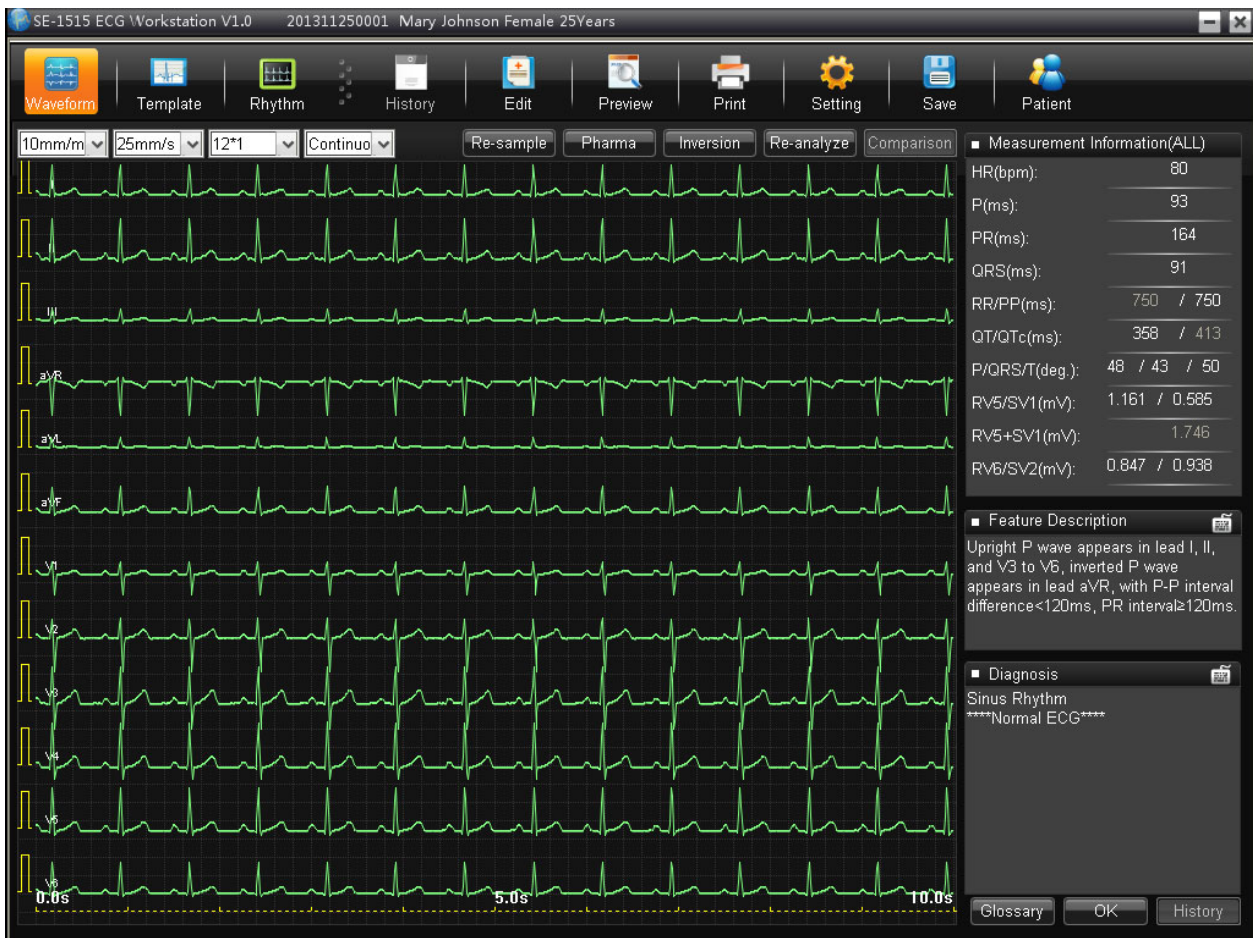 SE-1515 ECG Workstation V1.0 201311250001 Mary Johnson Female 25Years
Waveform Template Rhythm History Edit Preview Print Setting Save Patient
10mm/m 25mm/s 12*1 Continuo Re-sample Pharma Inversion Re-analyze Comparison
Measurement Information(ALL)
HR(bpm): 80
P(ms): 93
PR(ms): 164
QRS(ms): 91
RR/PP(ms): 750 / 750
QT/QTc(ms): 358 / 413
P/QRS/T(deg.): 48 / 43 / 50
RV5/SV1(mV): 1.161 / 0.585
RV5+SV1(mV): 1.746
RV6/SV2(mV): 0.847 / 0.938
I
II
III
aVR
aVL
aVF
V1
V2
V3
V4
V5
V6
0.0s 5.0s 10.0s
Feature Description
Upright P wave appears in lead I, II,
and V3 to V6, inverted P wave
appears in lead aVR, with P-P interval
difference<120ms, PR interval≥120ms.
Diagnosis
Sinus Rhythm
****Normal ECG****
Glossary OK History